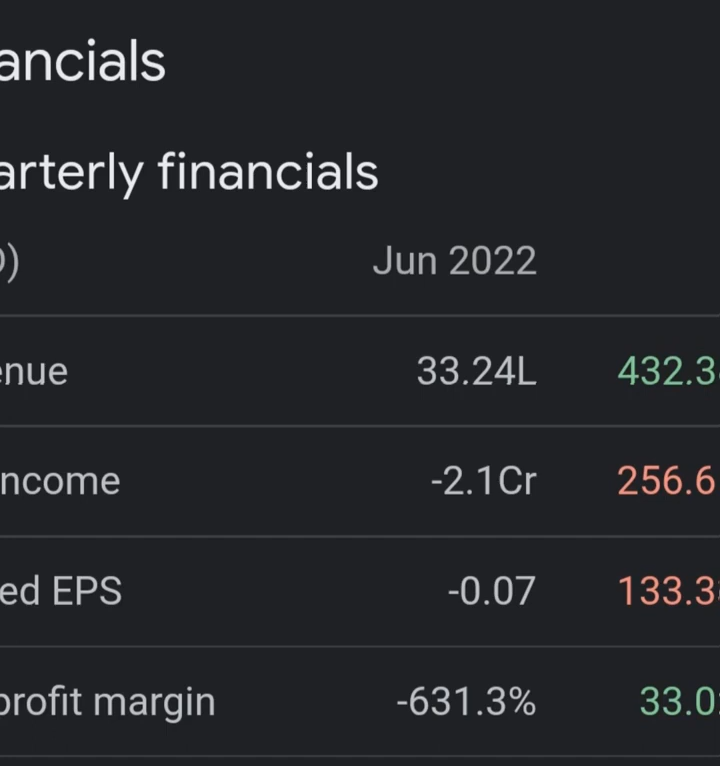 ancials
arterly financials
) Jun 2022
enue 33.24L 432.3
ncome -2.1Cr 256.6
ed EPS -0.07 133.3
profit margin -631.3% 33.0